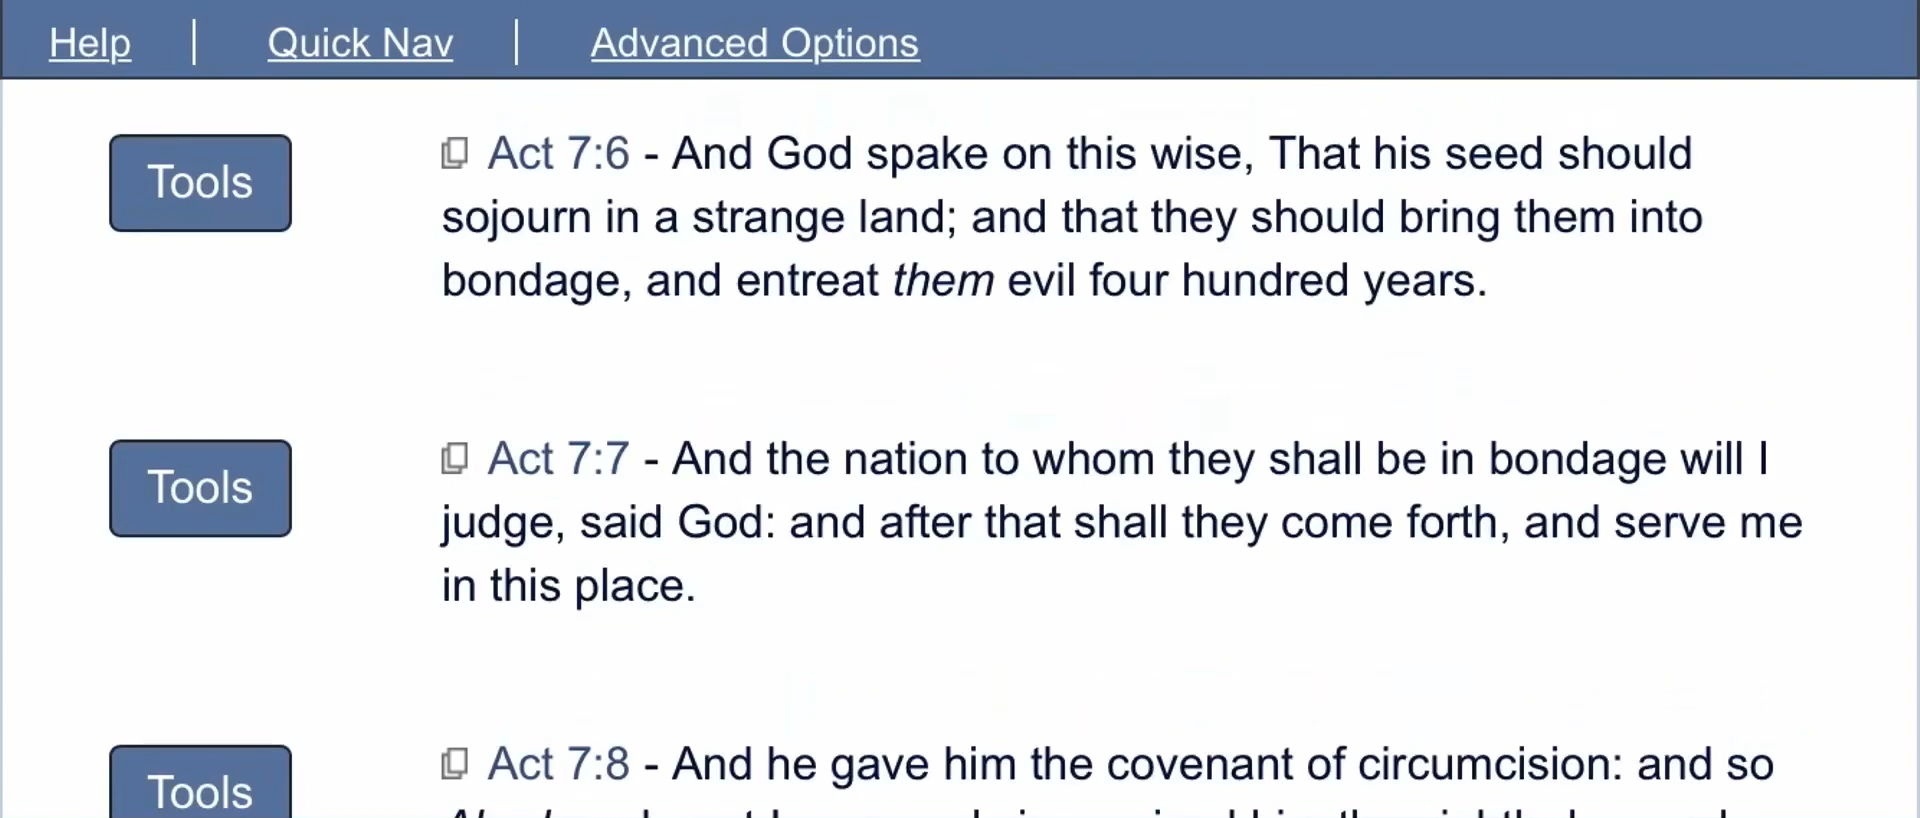 Help | Quick Nav | Advanced Options
Tools
Act 7:6 - And God spake on this wise, That his seed should
sojourn in a strange land; and that they should bring them into
bondage, and entreat them evil four hundred years.
Tools
Act 7:7 - And the nation to whom they shall be in bondage will I
judge, said God: and after that shall they come forth, and serve me
in this place.
Tools
Act 7:8 - And he gave him the covenant of circumcision: and so